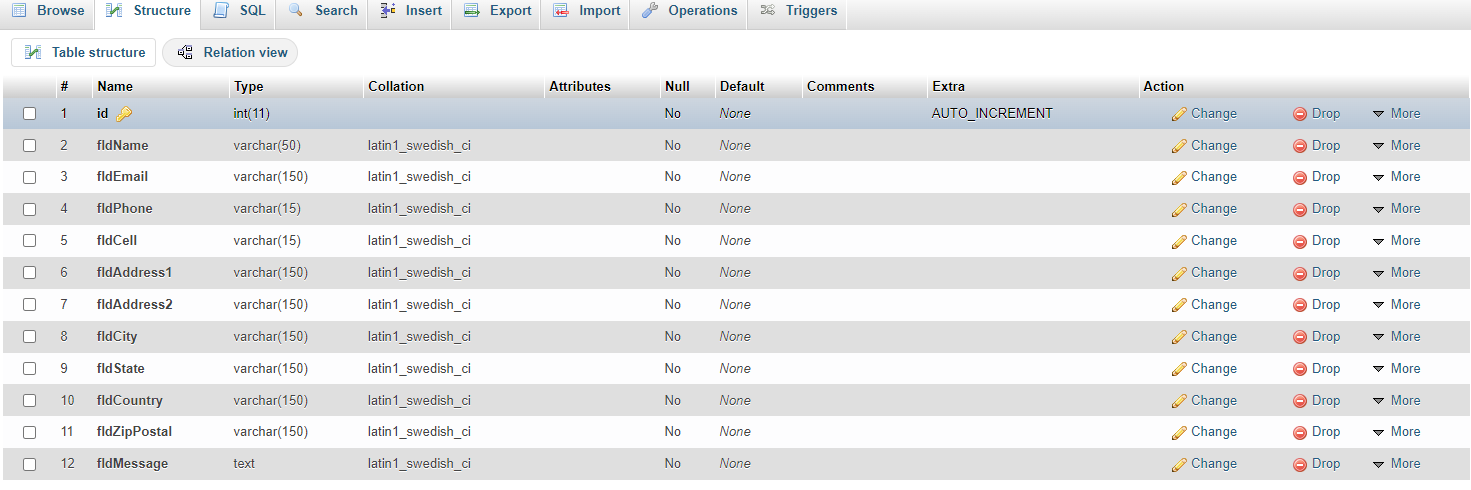 Browse Structure SQL Search Insert Export Import Operations Triggers
Table structure Relation view
# Name Type Collation Attributes Null Default Comments Extra Action
1 id int(11) No None AUTO_INCREMENT Change Drop More
2 fldName varchar(50) latin1_swedish_ci No None Change Drop More
3 fldEmail varchar(150) latin1_swedish_ci No None Change Drop More
4 fldPhone varchar(15) latin1_swedish_ci No None Change Drop More
5 fldCell varchar(15) latin1_swedish_ci No None Change Drop More
6 fldAddress1 varchar(150) latin1_swedish_ci No None Change Drop More
7 fldAddress2 varchar(150) latin1_swedish_ci No None Change Drop More
8 fldCity varchar(150) latin1_swedish_ci No None Change Drop More
9 fldState varchar(150) latin1_swedish_ci No None Change Drop More
10 fldCountry varchar(150) latin1_swedish_ci No None Change Drop More
11 fldZipPostal varchar(150) latin1_swedish_ci No None Change Drop More
12 fldMessage text latin1_swedish_ci No None Change Drop More